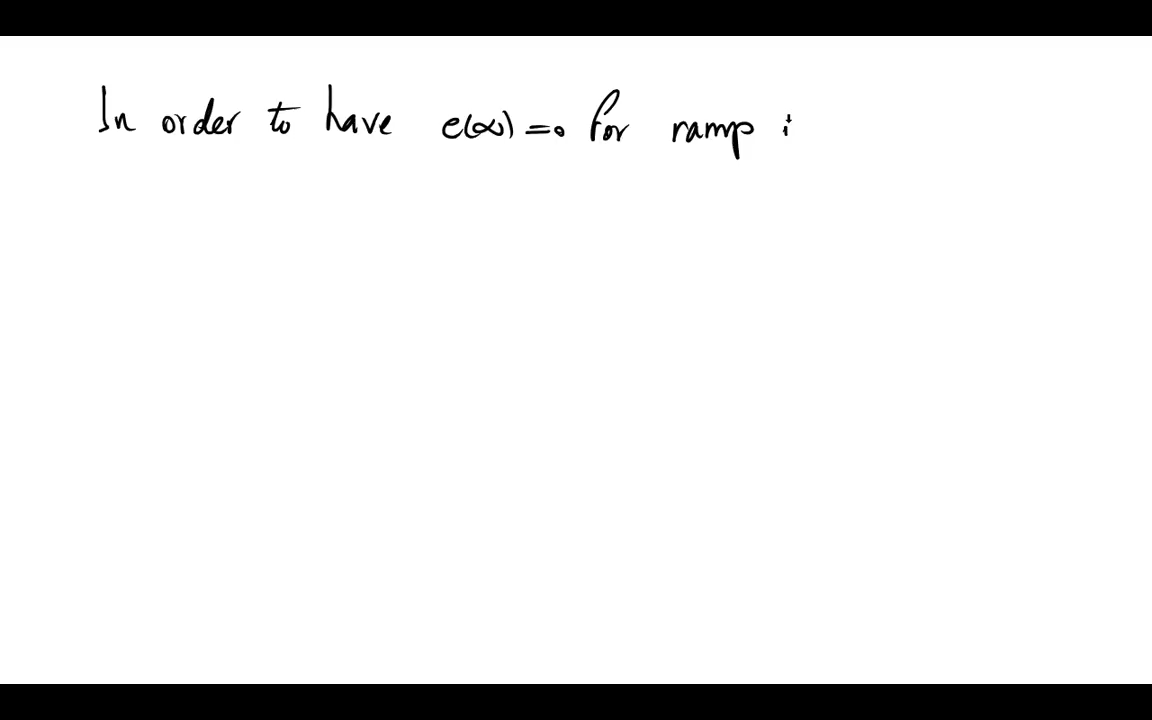 In order to have e(∞) =0 for ramp i